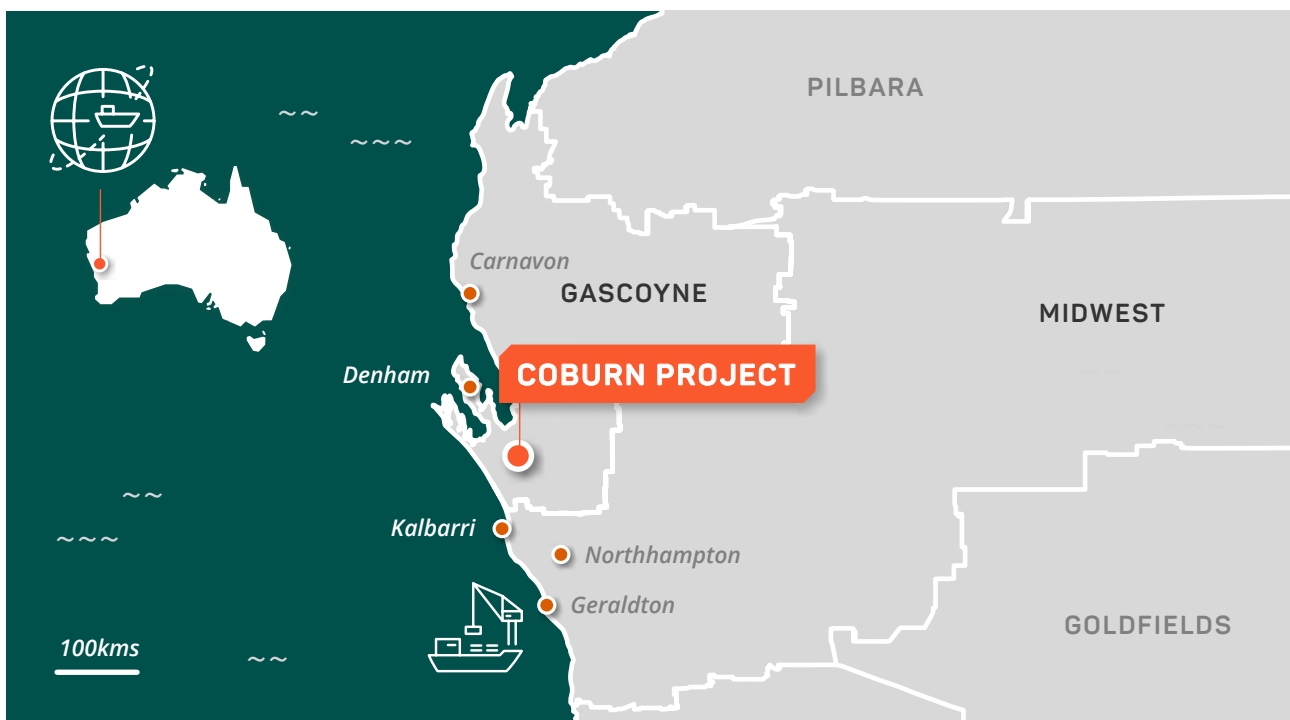 PILBARA
Carnavon
GASCOYNE
MIDWEST
Denham
COBURN PROJECT
Kalbarri
Northhampton
Geraldton
GOLDFIELDS
100kms